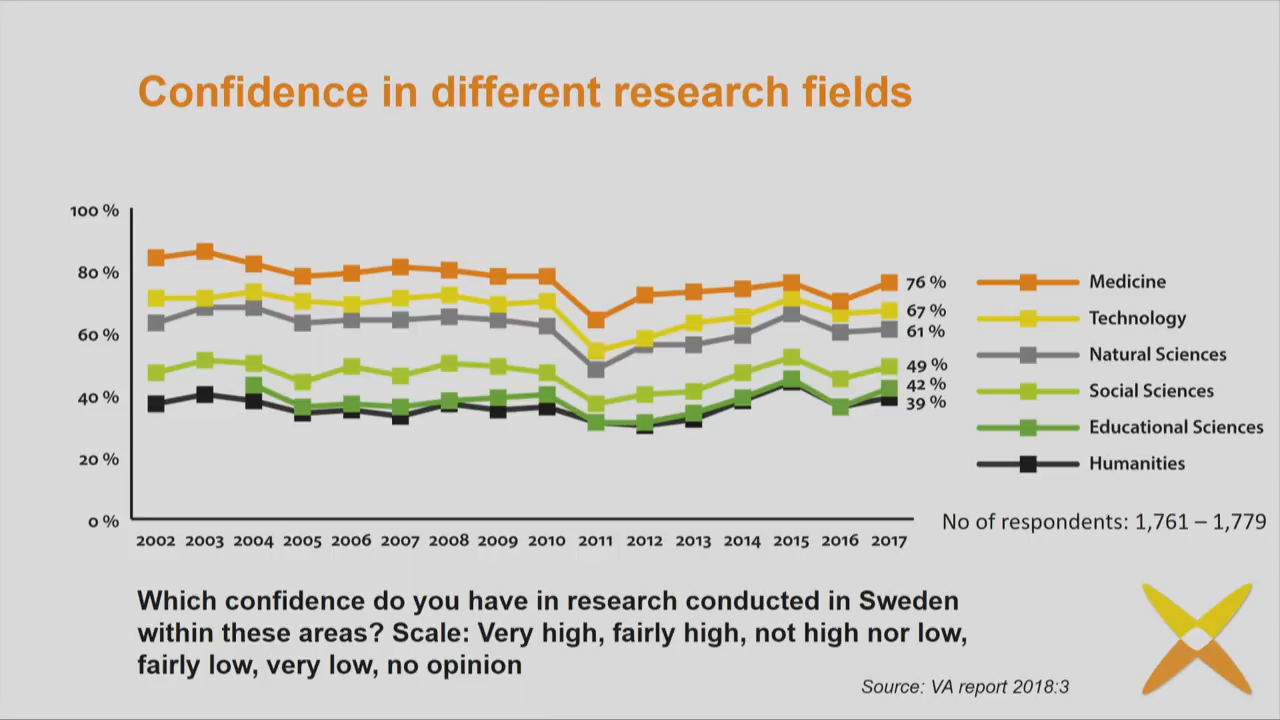 Confidence in different research fields
100 %
80 %
60 %
40 %
20 %
0 %
76 %
67 %
61 %
49 %
42 %
39 %
Medicine
Technology
Natural Sciences
Social Sciences
Educational Sciences
Humanities
2002 2003 2004 2005 2006 2007 2008 2009 2010 2011 2012 2013 2014 2015 2016 2017
No of respondents: 1,761 – 1,779
Which confidence do you have in research conducted in Sweden
within these areas? Scale: Very high, fairly high, not high nor low,
fairly low, very low, no opinion
Source: VA report 2018:3